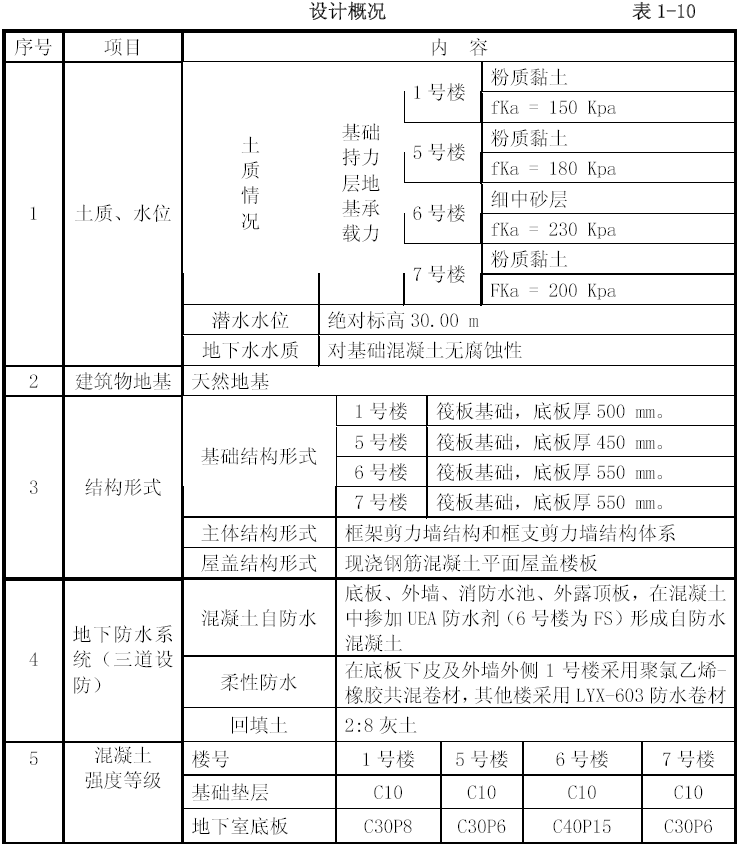 设计概况 表 1-10
序号 项目 内 容
1 土质、水位 土质情况 基础持力层地基承载力 1 号楼 粉质黏土
fKa = 150 Kpa
5 号楼 粉质黏土
fKa = 180 Kpa
6 号楼 细中砂层
fKa = 230 Kpa
7 号楼 粉质黏土
FKa = 200 Kpa
潜水水位 绝对标高 30.00 m
地下水水质 对基础混凝土无腐蚀性
2 建筑物地基 天然地基
3 结构形式 基础结构形式 1 号楼 筏板基础，底板厚 500 mm。
5 号楼 筏板基础，底板厚 450 mm。
6 号楼 筏板基础，底板厚 550 mm。
7 号楼 筏板基础，底板厚 550 mm。
主体结构形式 框架剪力墙结构和框支剪力墙结构体系
屋盖结构形式 现浇钢筋混凝土平面屋盖楼板
4 地下防水系统（三道设防） 混凝土自防水 底板、外墙、消防水池、外露顶板，在混凝土
中掺加 UEA 防水剂（6 号楼为 FS）形成自防水
混凝土
柔性防水 在底板下皮及外墙外侧 1 号楼采用聚氯乙烯-
橡胶共混卷材，其他楼采用 LYX-603 防水卷材
回填土 2:8 灰土
5 混凝土强度等级 楼号 1 号楼 5 号楼 6 号楼 7 号楼
基础垫层 C10 C10 C10 C10
地下室底板 C30P8 C30P6 C40P15 C30P6